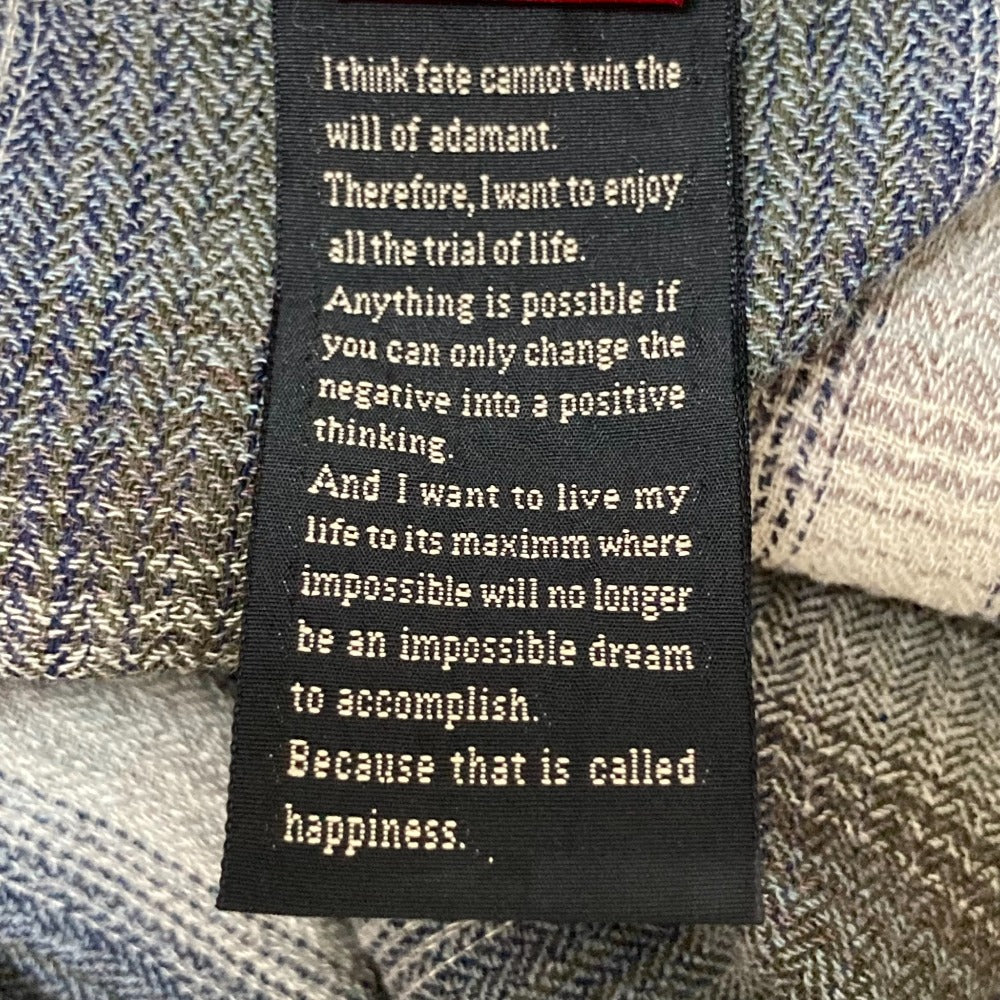 I think fate cannot win the
will of adamant.
Therefore, I want to enjoy
all the trial of life.
Anything is possible if
you can only change the
negative into a positive
thinking.
And I want to live my
life to its maximm where
impossible will no longer
be an impossible dream
to accomplish.
Because that is called
happiness.